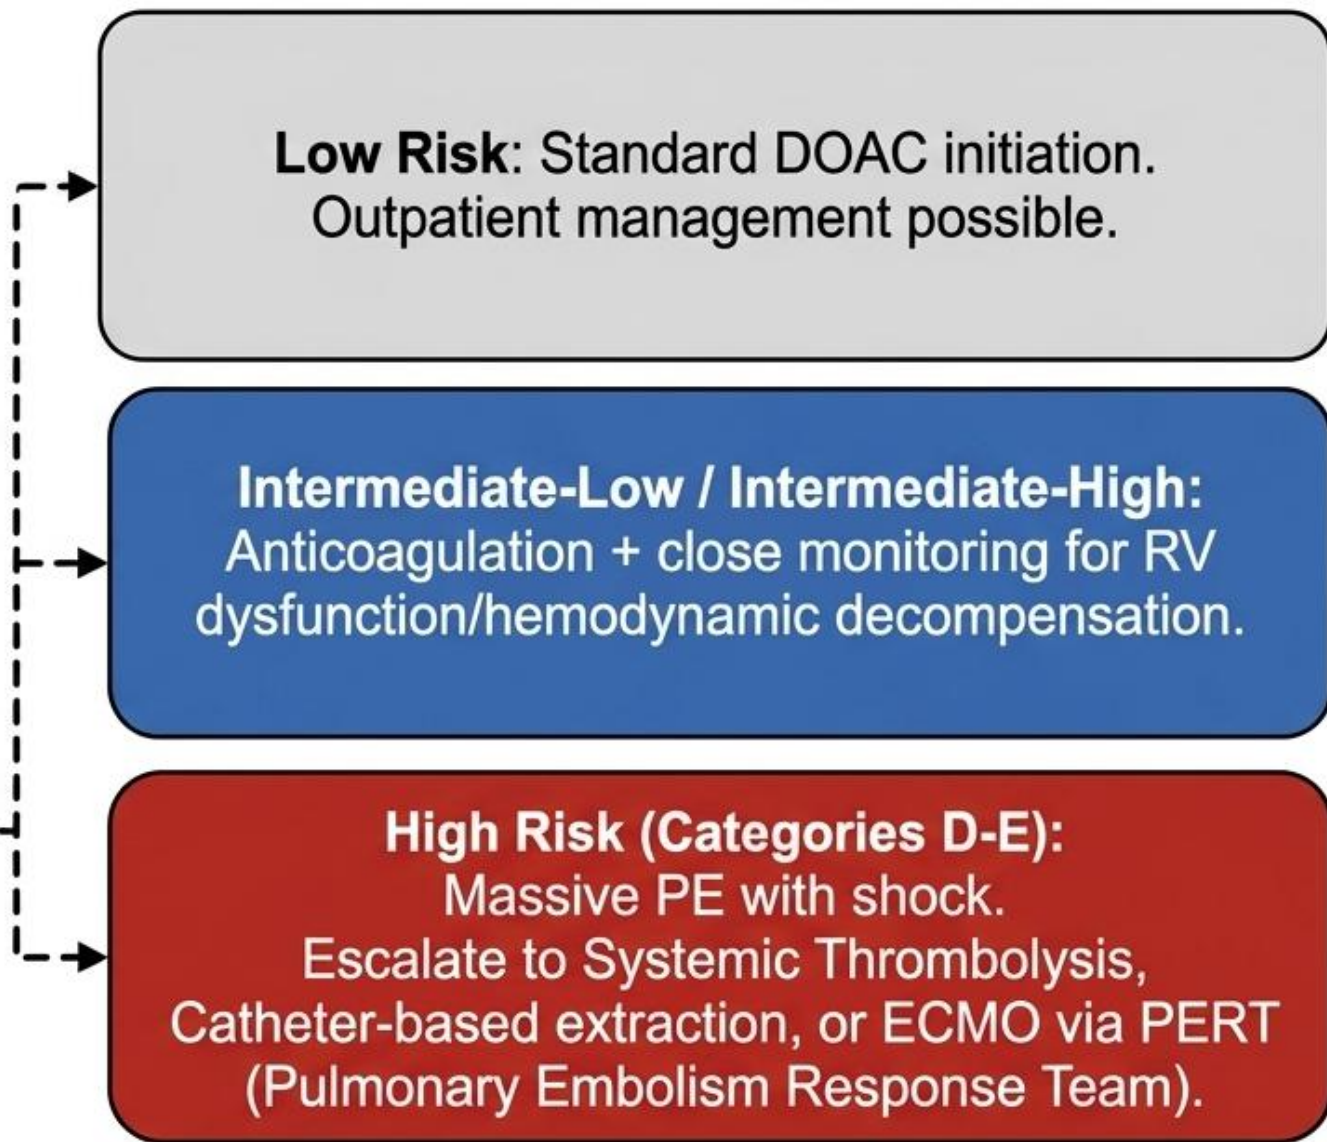 Low Risk: Standard DOAC initiation.
Outpatient management possible.
Intermediate-Low / Intermediate-High:
Anticoagulation + close monitoring for RV
dysfunction/hemodynamic decompensation.
High Risk (Categories D-E):
Massive PE with shock.
Escalate to Systemic Thrombolysis,
Catheter-based extraction, or ECMO via PERT
(Pulmonary Embolism Response Team).